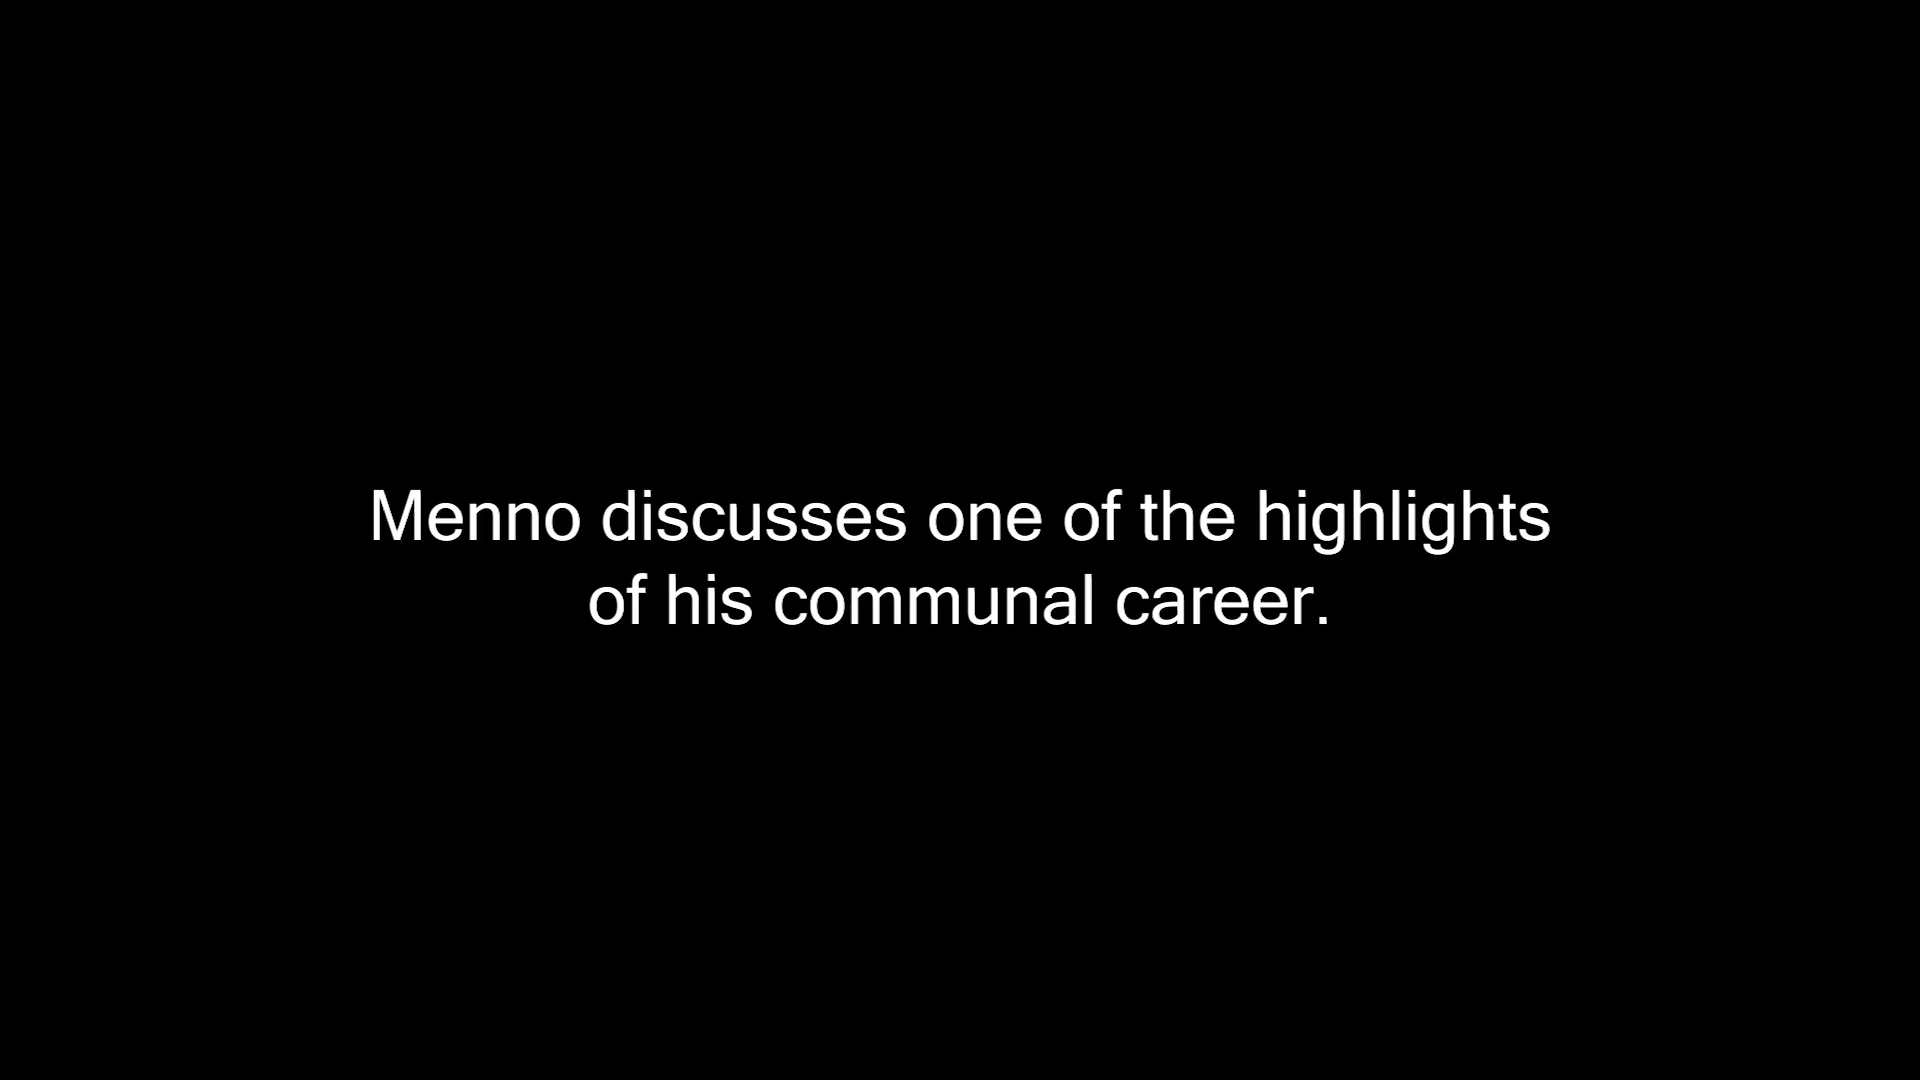 Menno discusses one of the highlights
of his communal career.